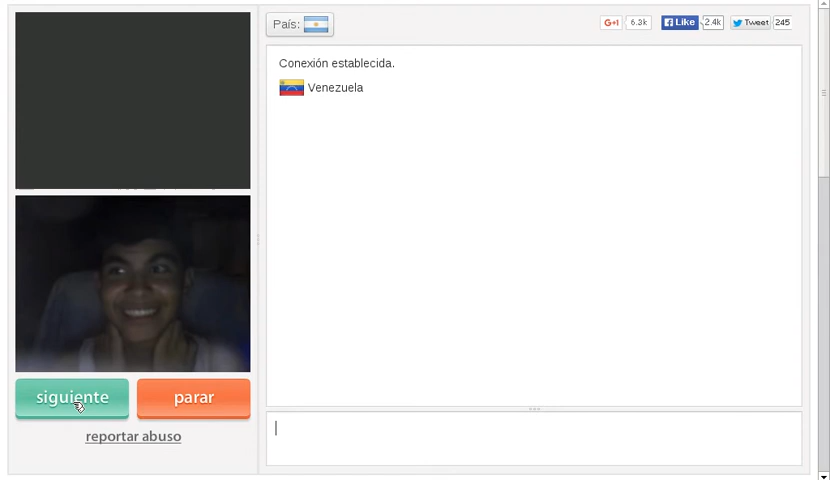 País:
G+1 6.3k Like 2.4k Tweet 245
Conexión establecida.
Venezuela
siguiente parar
reportar abuso